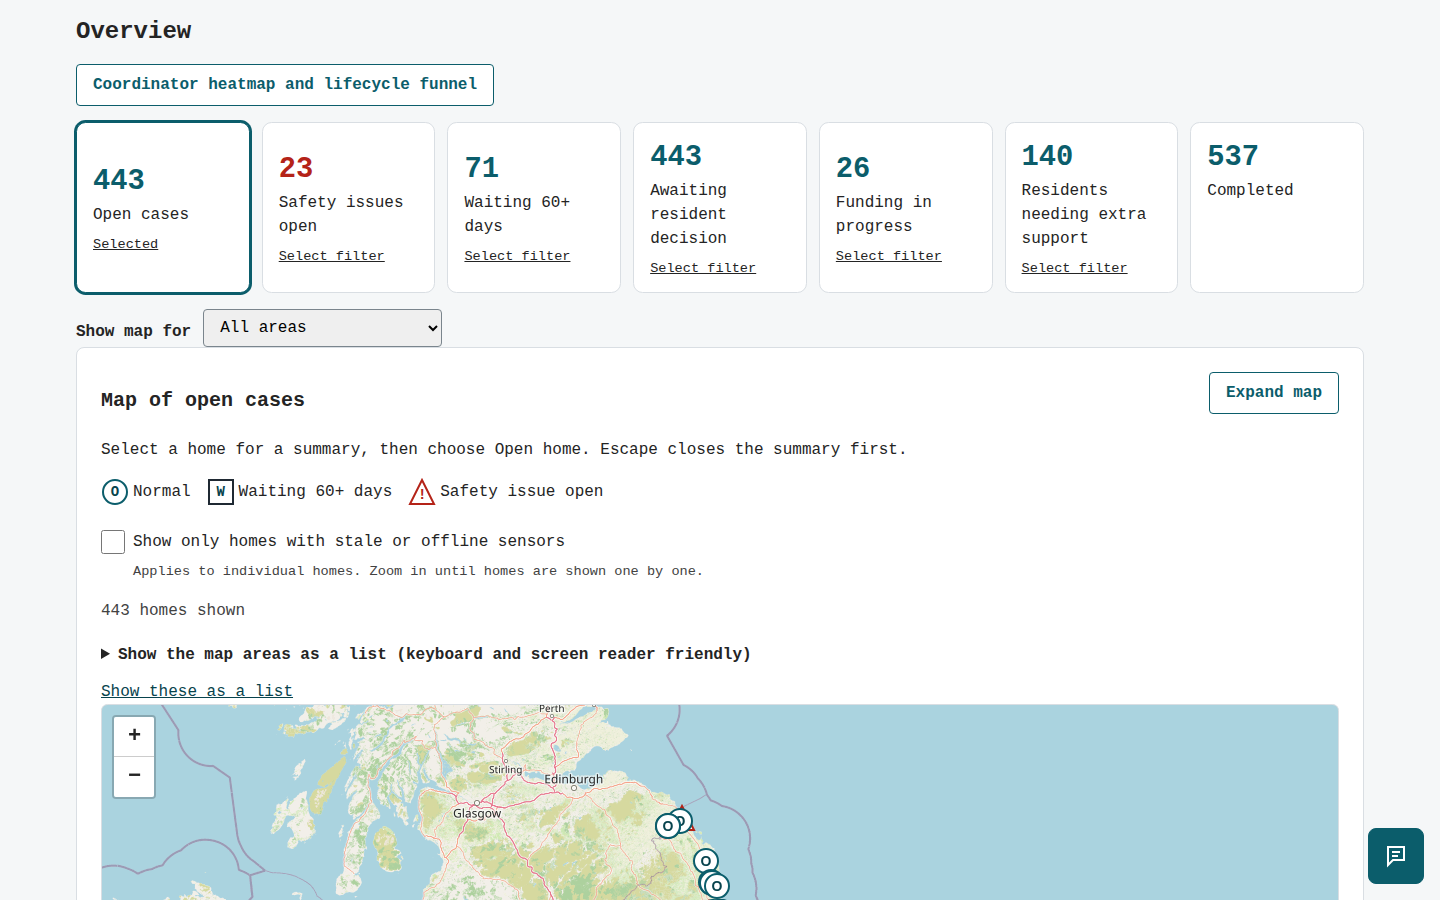 Overview
Coordinator heatmap and lifecycle funnel
443
Open cases
Selected
23
Safety issues
open
Select filter
71
Waiting 60+
days
Select filter
443
Awaiting
resident
decision
Select filter
26
Funding in
progress
Select filter
140
Residents
needing extra
support
Select filter
537
Completed
Show map for
All areas
Map of open cases
Expand map
Select a home for a summary, then choose Open home. Escape closes the summary first.
O Normal W Waiting 60+ days ! Safety issue open
Show only homes with stale or offline sensors
Applies to individual homes. Zoom in until homes are shown one by one.
443 homes shown
Show the map areas as a list (keyboard and screen reader friendly)
Show these as a list
+
−
Perth
Stirling
Edinburgh
Glasgow
O
O
O
O